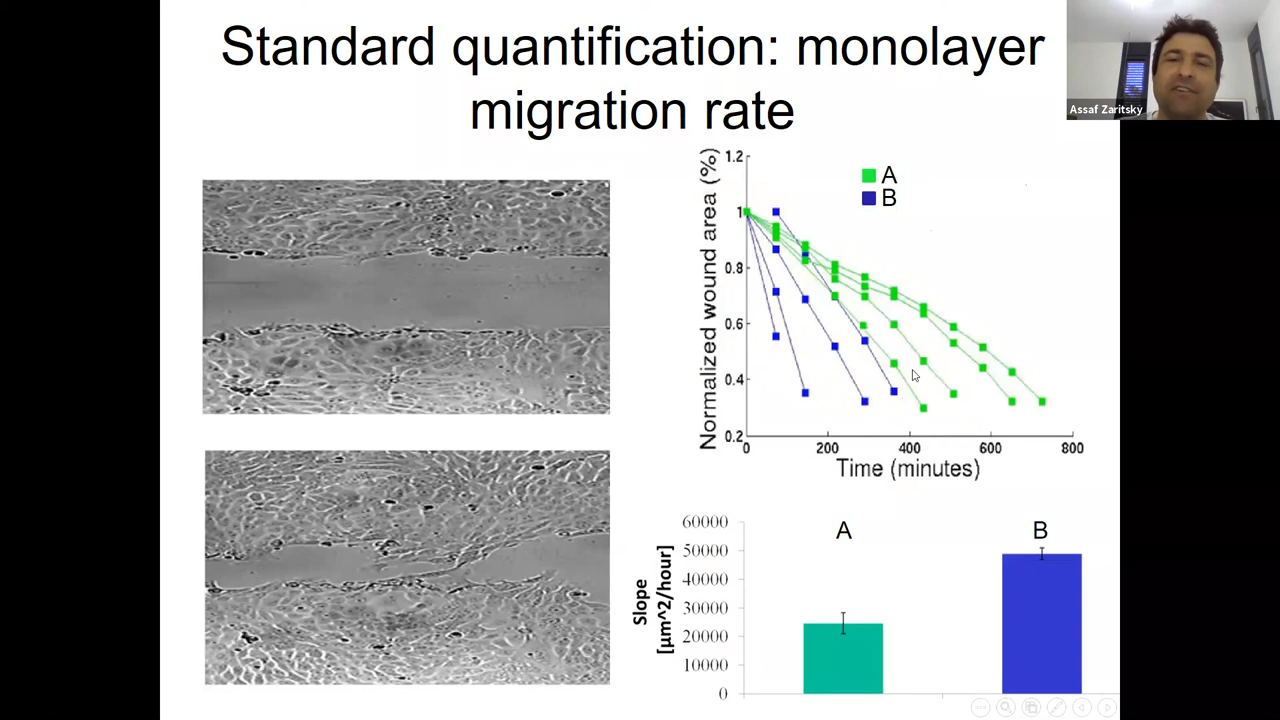 Standard quantification: monolayer
migration rate
Assaf Zaritsky
Normalized wound area (%)
1.2
1
0.8
0.6
0.4
0.2
A
B
0
200
400
600
800
Time (minutes)
Slope
[µm^2/hour]
60000
50000
40000
30000
20000
10000
0
A
B